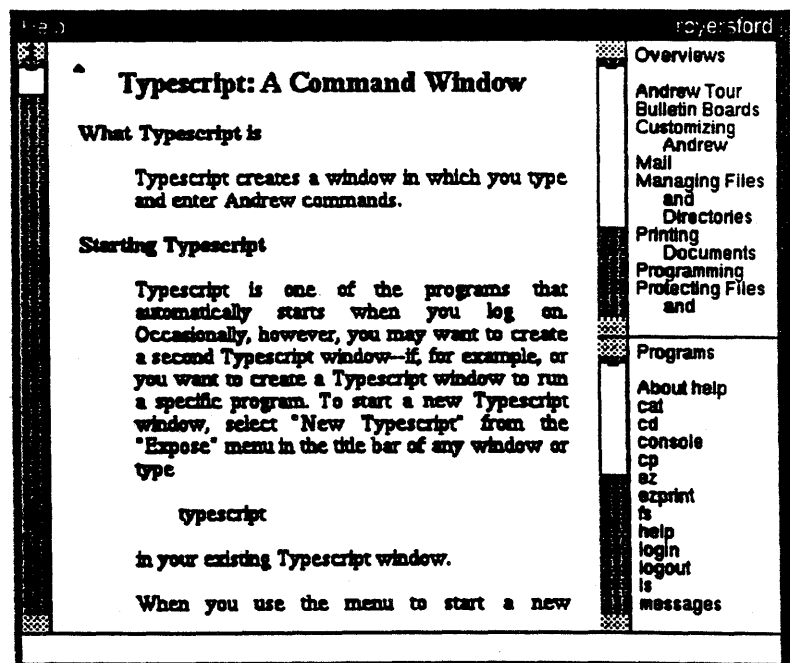 Help
royersford
Typescript: A Command Window
What Typescript is
Typescript creates a window in which you type
and enter Andrew commands.
Starting Typescript
Typescript is one of the programs that
automatically starts when you log on.
Occasionally, however, you may want to create
a second Typescript window--if, for example, or
you want to create a Typescript window to run
a specific program. To start a new Typescript
window, select "New Typescript" from the
"Expose" menu in the title bar of any window or
type
typescript
in your existing Typescript window.
When you use the menu to start a new
Overviews
Andrew Tour
Bulletin Boards
Customizing
Andrew
Mail
Managing Files
and
Directories
Printing
Documents
Programming
Protecting Files
and
Programs
About help
cat
cd
console
cp
ez
ezprint
fs
help
login
logout
ls
messages